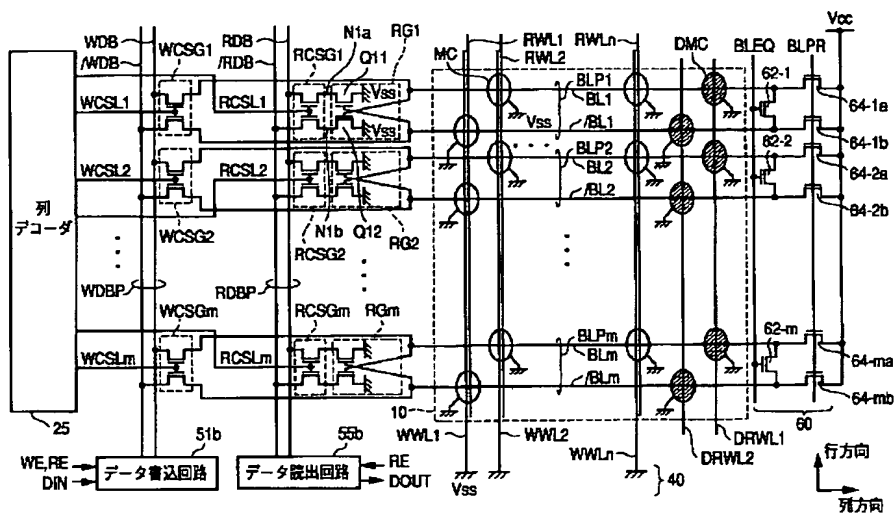 WDB
/WDB
WCSG1
RDB
/RDB
RCSG1
N1a
Q11
RG1
RWL1
RWL2
RWLn
MC
DMC
BLEQ
BLPR
Vcc
62-1
WCSL1
RCSL1
Vss
Vss
BLP1
BL1
/BL1
Vss
64-1a
64-1b
62-2
WCSL2
RCSL2
BLP2
BL2
/BL2
64-2a
64-2b
列
デコーダ
WCSG2
RCSG2
N1b
Q12
RG2
WDBP
RDBP
WCSGm
RCSGm
RGm
WCSLm
RCSLm
BLPm
BLm
/BLm
62-m
64-ma
64-mb
25
51b
55b
10
WWL1
WWL2
WWLn
DRWL1
DRWL2
60
WE,RE
DIN
データ書込回路
データ読出回路
RE
DOUT
Vss
40
行方向
列方向